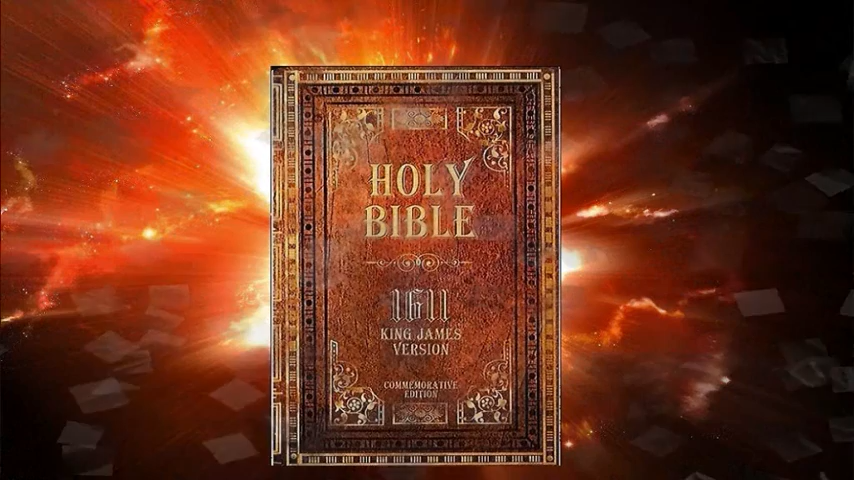 HOLY
BIBLE
1611
KING JAMES
VERSION
COMMEMORATIVE
EDITION